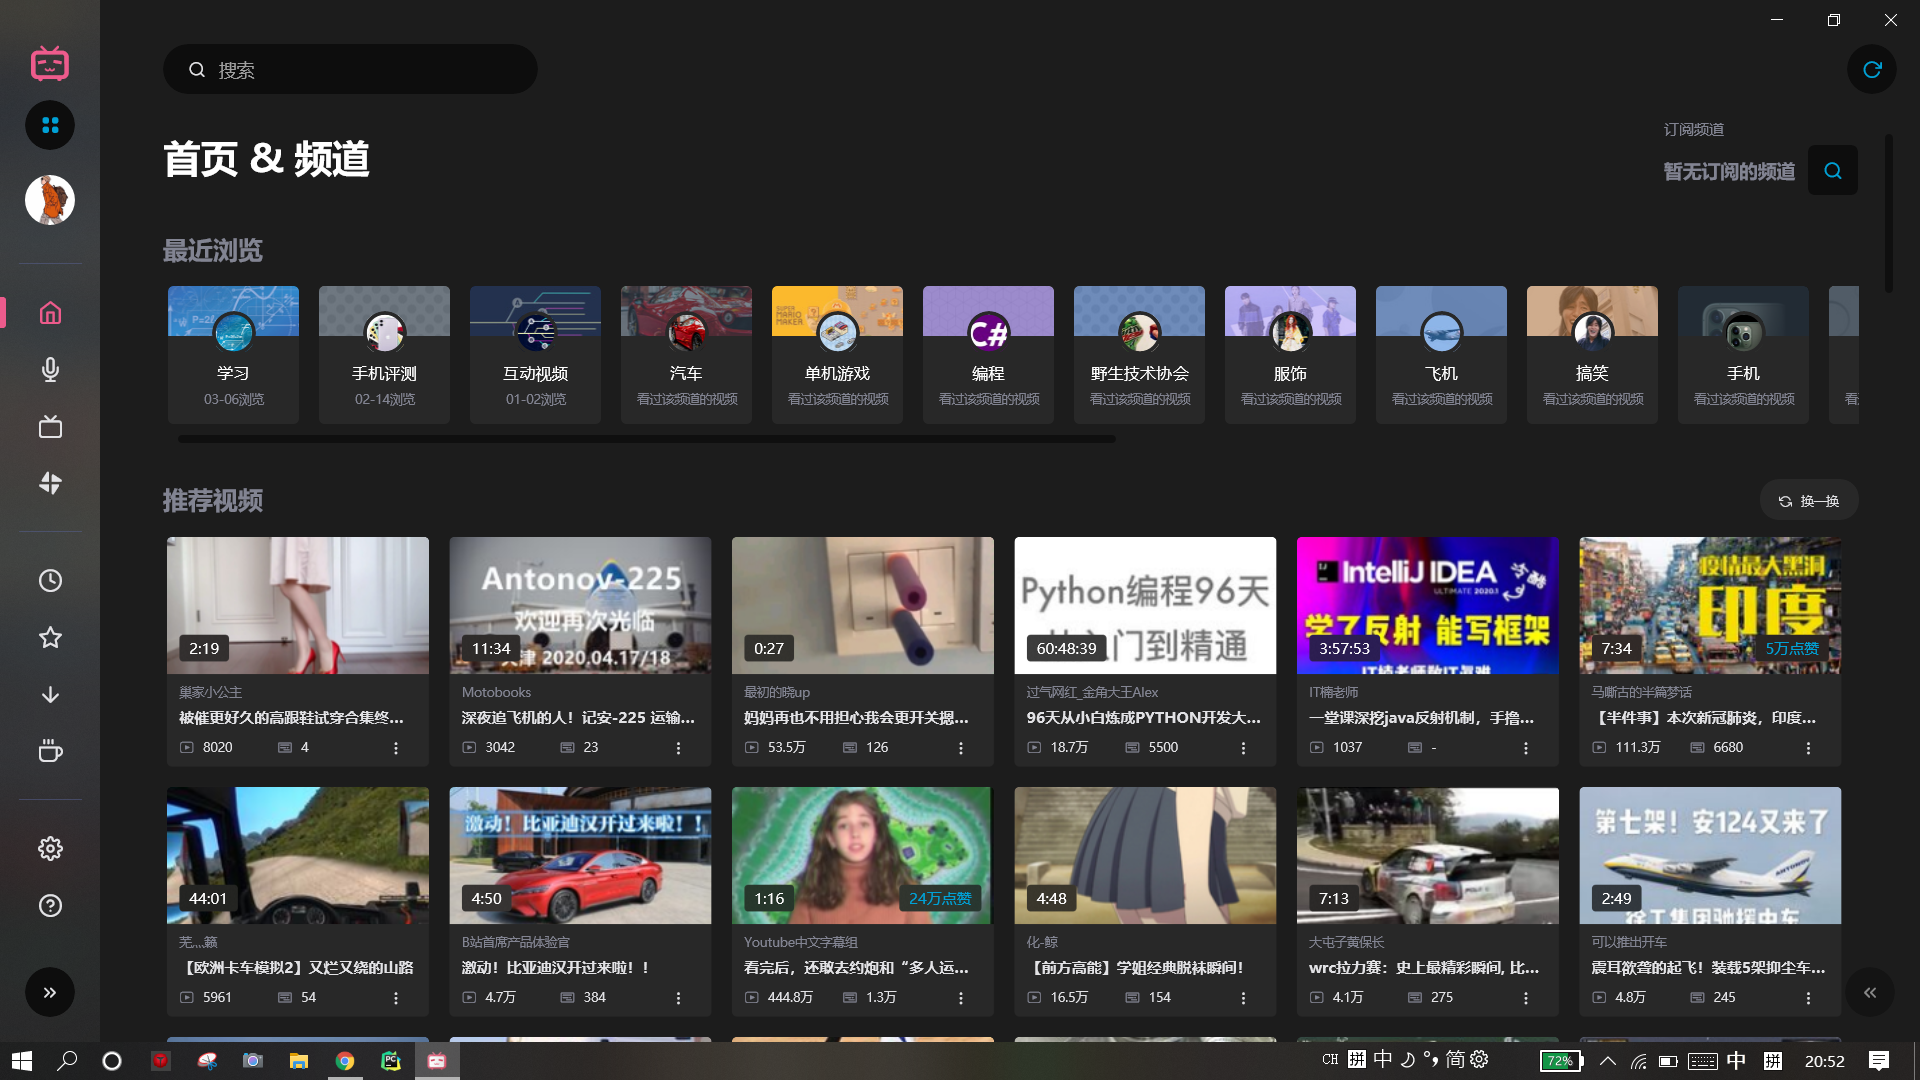 搜索
首页 & 频道
订阅频道
暂无订阅的频道
最近浏览
学习
03-06浏览
手机评测
02-14浏览
互动视频
01-02浏览
汽车
看过该频道的视频
SUPER MARIO MAKER
单机游戏
看过该频道的视频
C#
编程
看过该频道的视频
野生技术协会
看过该频道的视频
服饰
看过该频道的视频
飞机
看过该频道的视频
搞笑
看过该频道的视频
手机
看过该频道的视频
看
推荐视频
换一换
2:19
巢家小公主
被催更好久的高跟鞋试穿合集终...
8020 4
Antonov-225
欢迎再次光临
天津 2020.04.17/18
11:34
Motobooks
深夜追飞机的人！记安-225 运输...
3042 23
0:27
最初的晓up
妈妈再也不用担心我会更开关摁...
53.5万 126
Python编程96天
从入门到精通
60:48:39
过气网红_金角大王Alex
96天从小白炼成PYTHON开发大...
18.7万 5500
IntelliJ IDEA
ULTIMATE 2020.1
冷酷
学了反射 能写框架
3:57:53
IT楠老师
一堂课深挖java反射机制，手撸...
1037 -
疫情最大黑洞
印度
7:34
5万点赞
马嘶古的半篇梦话
【半件事】本次新冠肺炎，印度...
111.3万 6680
44:01
【欧洲卡车模拟2】又烂又绕的山路
5961 54
激动！比亚迪汉开过来啦！！
4:50
B站首席产品体验官
激动！比亚迪汉开过来啦！！
4.7万 384
1:16
24万点赞
Youtube中文字幕组
看完后，还敢去约炮和“多人运...
444.8万 1.3万
4:48
化-鲸
【前方高能】学姐经典脱袜瞬间！
16.5万 154
7:13
大屯子黄保长
wrc拉力赛：史上最精彩瞬间, 比...
4.1万 275
第七架！安124又来了
ANTONOV
徐工集团驰援中车
2:49
可以推出开车
震耳欲聋的起飞！装载5架抑尘车...
4.8万 245
CH 拼 中 简
72%
中 拼 20:52